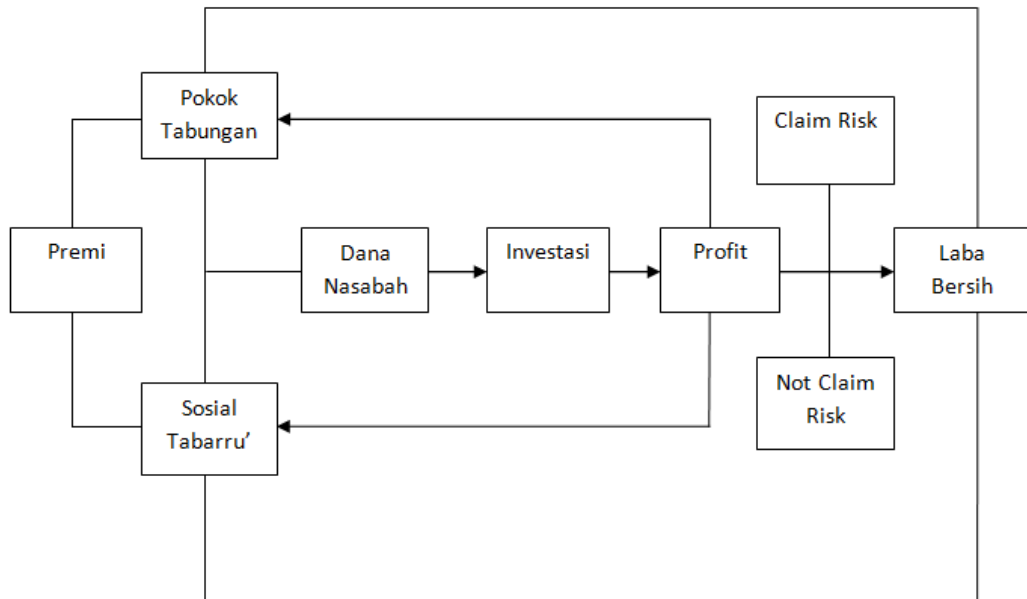 Pokok
Tabungan
Claim Risk
Premi
Dana
Nasabah
Investasi
Profit
Laba
Bersih
Sosial
Tabarru’
Not Claim
Risk